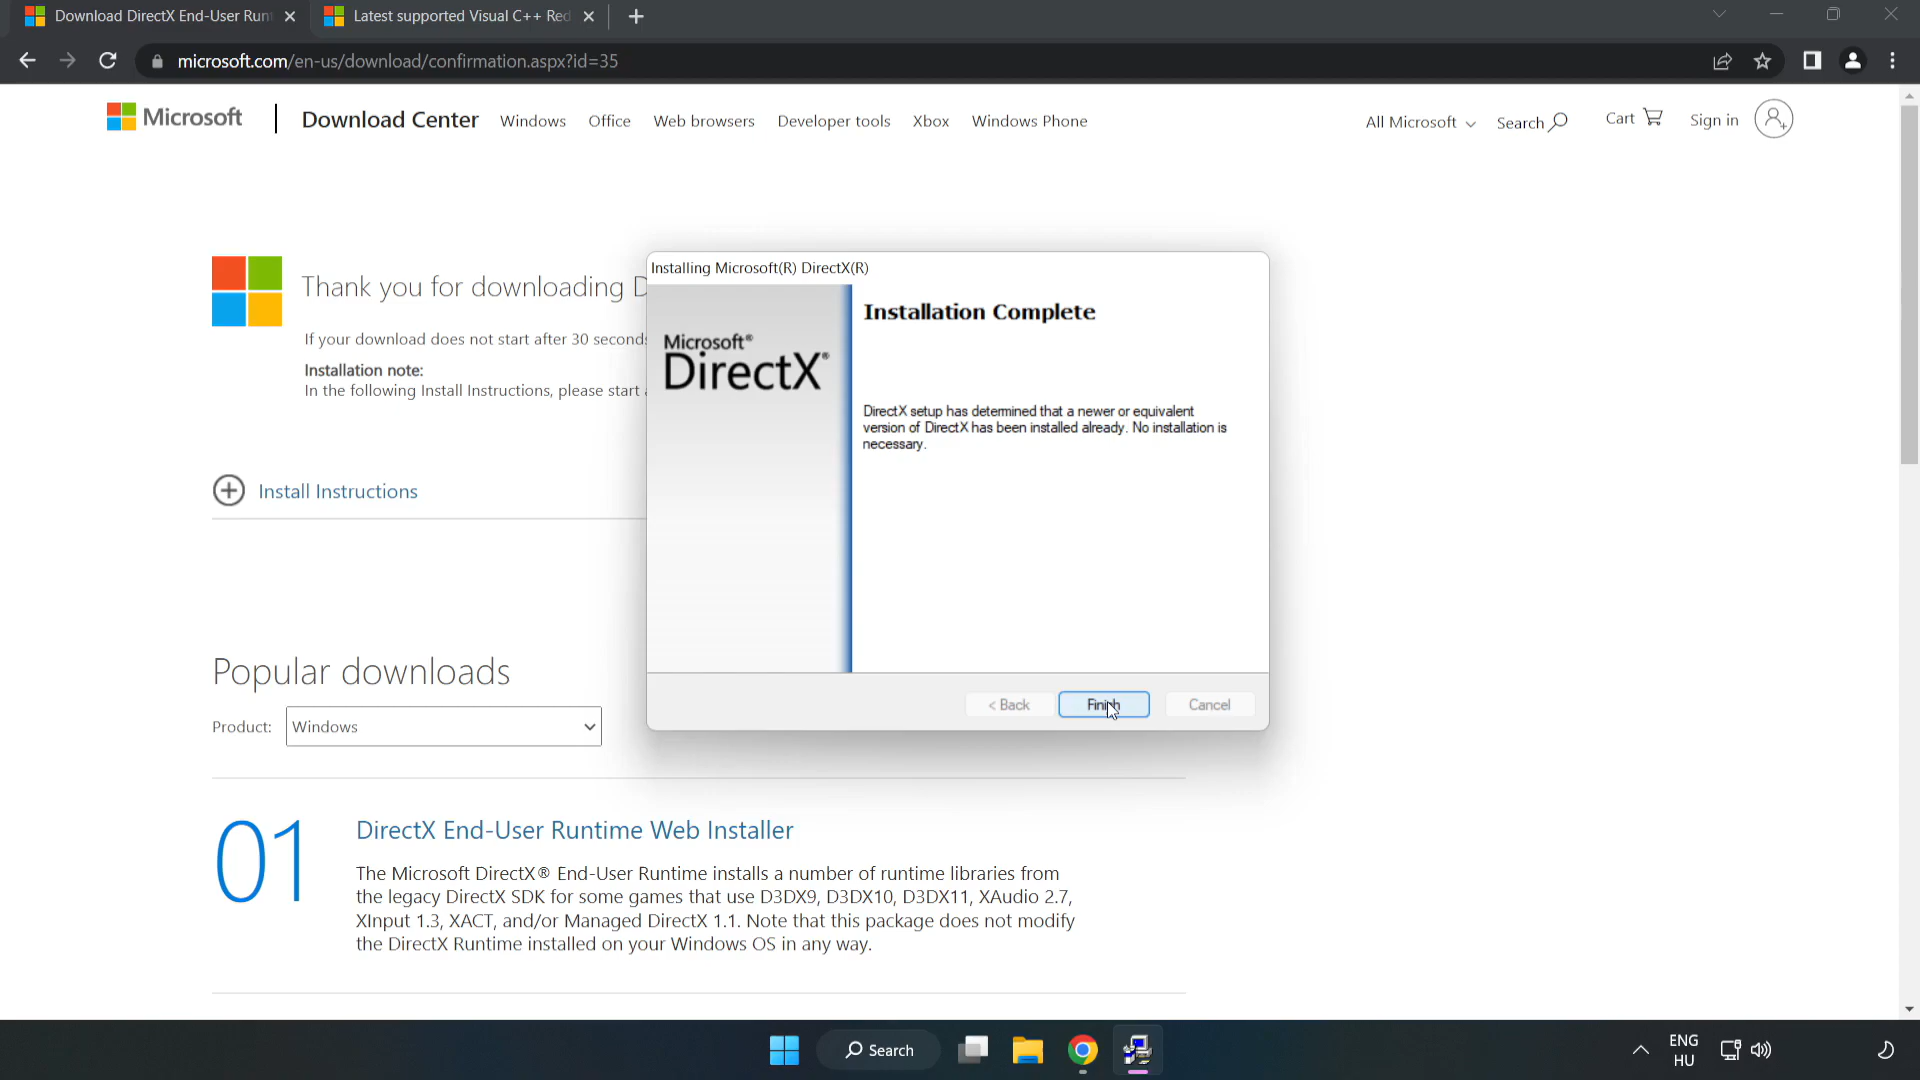 Download DirectX End-User Runt
Latest supported Visual C++ Red
microsoft.com/en-us/download/confirmation.aspx?id=35
Microsoft
Download Center
Windows
Office
Web browsers
Developer tools
Xbox
Windows Phone
All Microsoft
Search
Cart
Sign in
Thank you for downloading D
If your download does not start after 30 seconds
Installation note:
In the following Install Instructions, please start a
Install Instructions
Installing Microsoft(R) DirectX(R)
Microsoft®
DirectX®
Installation Complete
DirectX setup has determined that a newer or equivalent
version of DirectX has been installed already. No installation is
necessary.
< Back
Finish
Cancel
Popular downloads
Product:
Windows
01
DirectX End-User Runtime Web Installer
The Microsoft DirectX® End-User Runtime installs a number of runtime libraries from
the legacy DirectX SDK for some games that use D3DX9, D3DX10, D3DX11, XAudio 2.7,
XInput 1.3, XACT, and/or Managed DirectX 1.1. Note that this package does not modify
the DirectX Runtime installed on your Windows OS in any way.
Search
ENG
HU